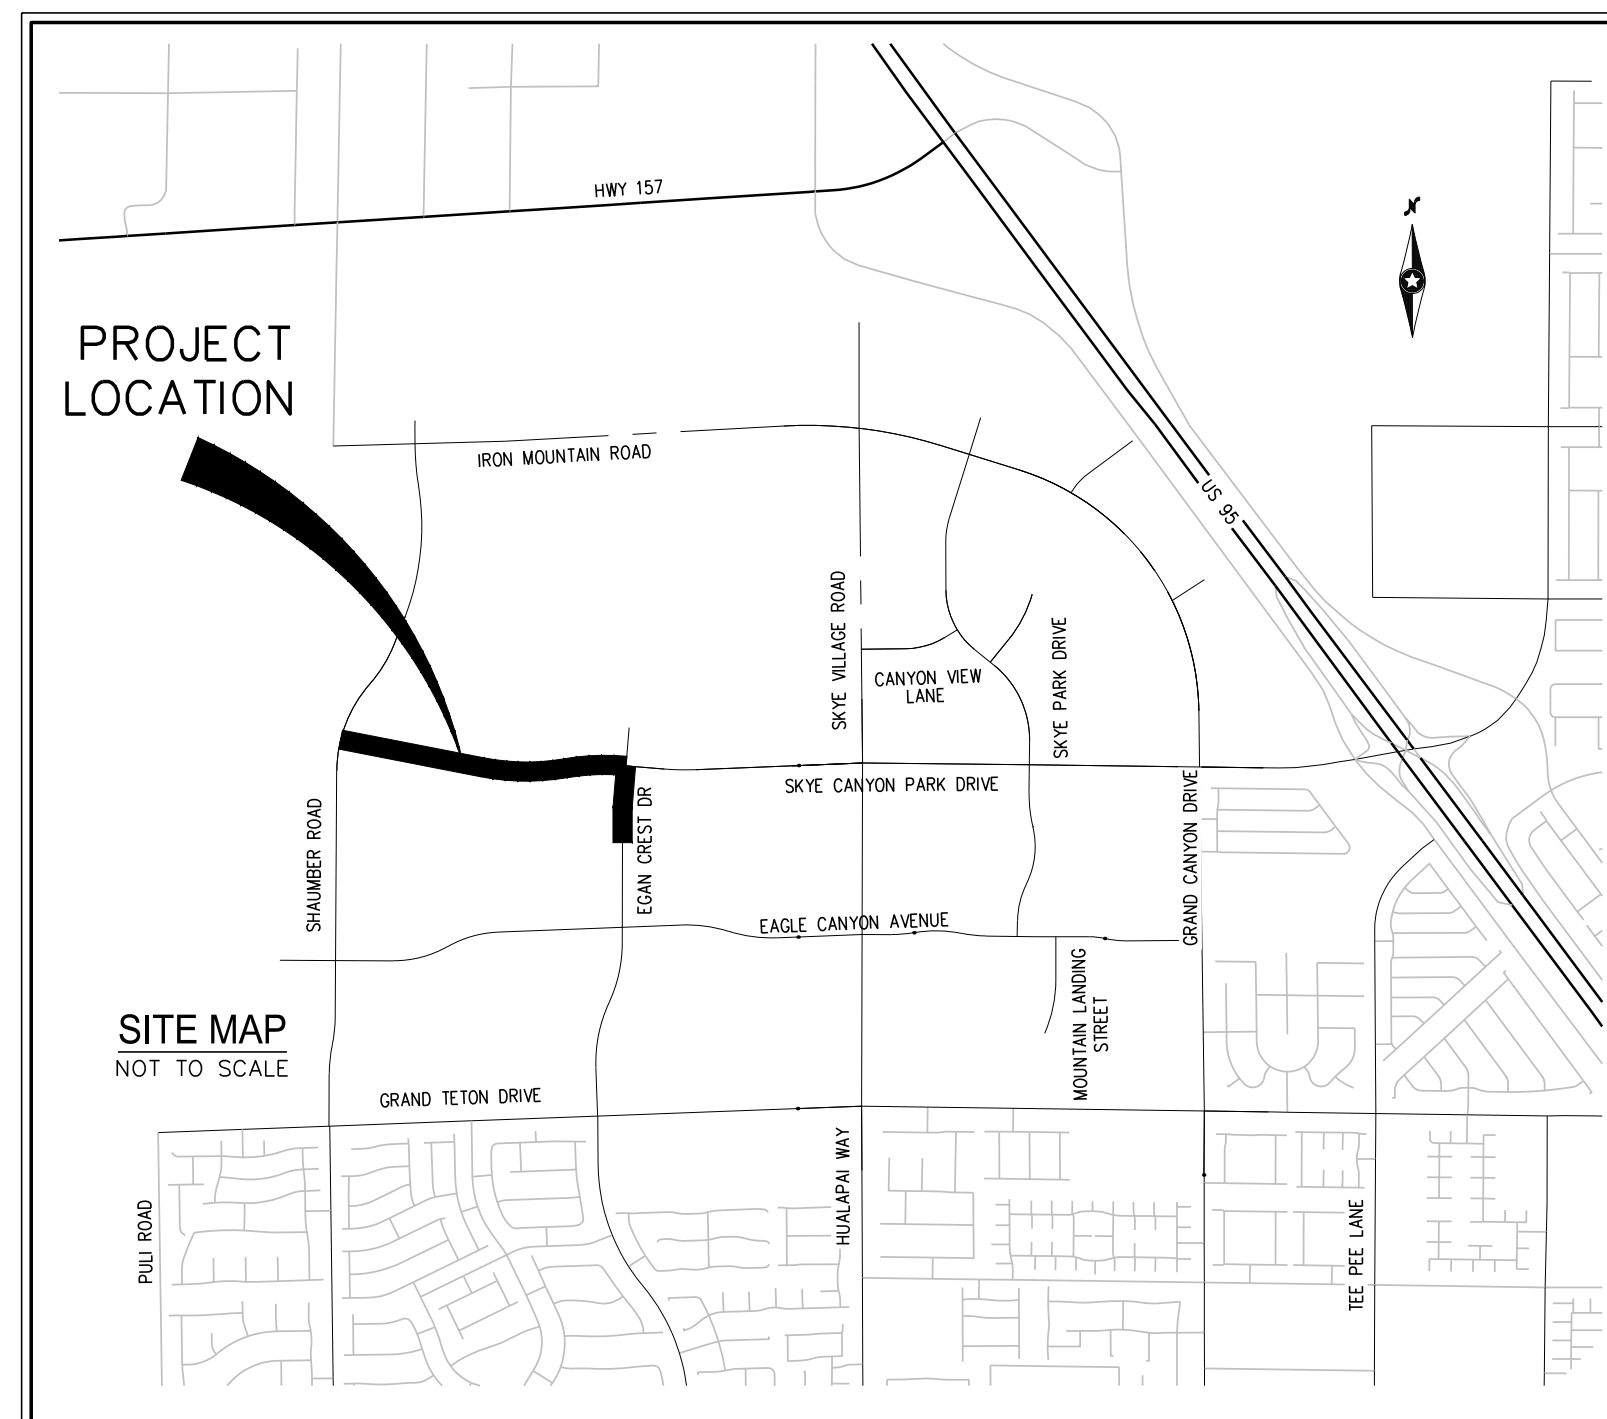 HWY 157
N
PROJECT
LOCATION
IRON MOUNTAIN ROAD
US 95
SKYE VILLAGE ROAD
CANYON VIEW
LANE
SKYE PARK DRIVE
SKYE CANYON PARK DRIVE
SHAUMBER ROAD
EGAN CREST DR
GRAND CANYON DRIVE
EAGLE CANYON AVENUE
MOUNTAIN LANDING
STREET
SITE MAP
NOT TO SCALE
GRAND TETON DRIVE
PULI ROAD
HUALAPAI WAY
TEE PEE LANE